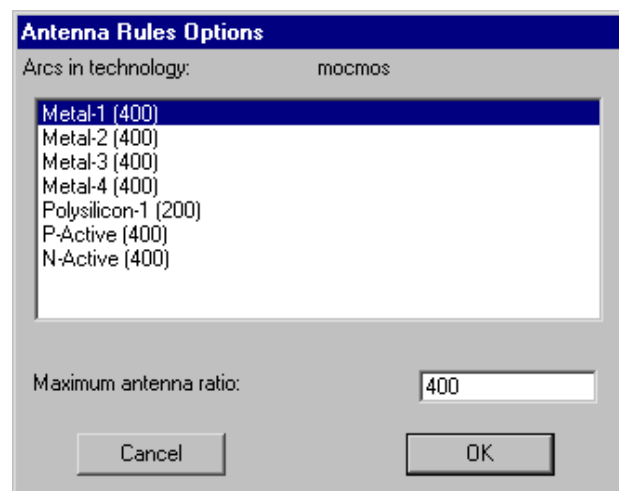 Antenna Rules Options
Arcs in technology: mocmos
Metal-1 (400)
Metal-2 (400)
Metal-3 (400)
Metal-4 (400)
Polysilicon-1 (200)
P-Active (400)
N-Active (400)
Maximum antenna ratio: 400
Cancel OK